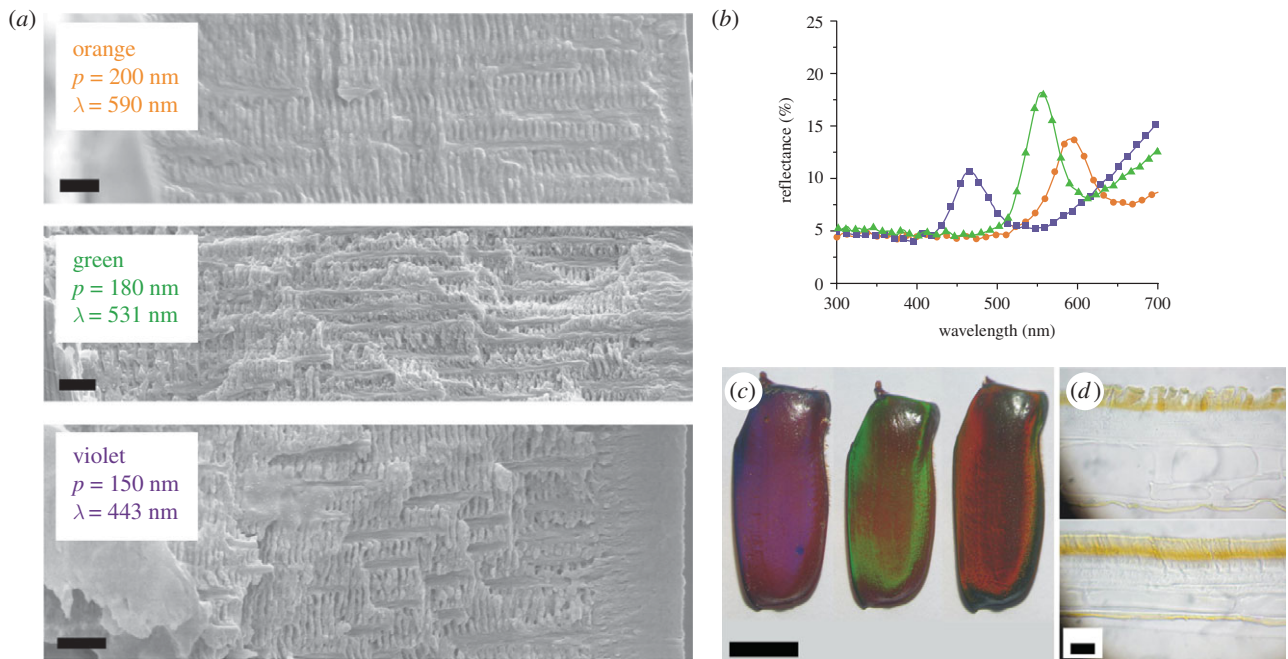 (a)
orange
p = 200 nm
λ = 590 nm
green
p = 180 nm
λ = 531 nm
violet
p = 150 nm
λ = 443 nm
(b)
25
20
15
10
5
0
reflectance (%)
300 400 500 600 700
wavelength (nm)
(c)
(d)